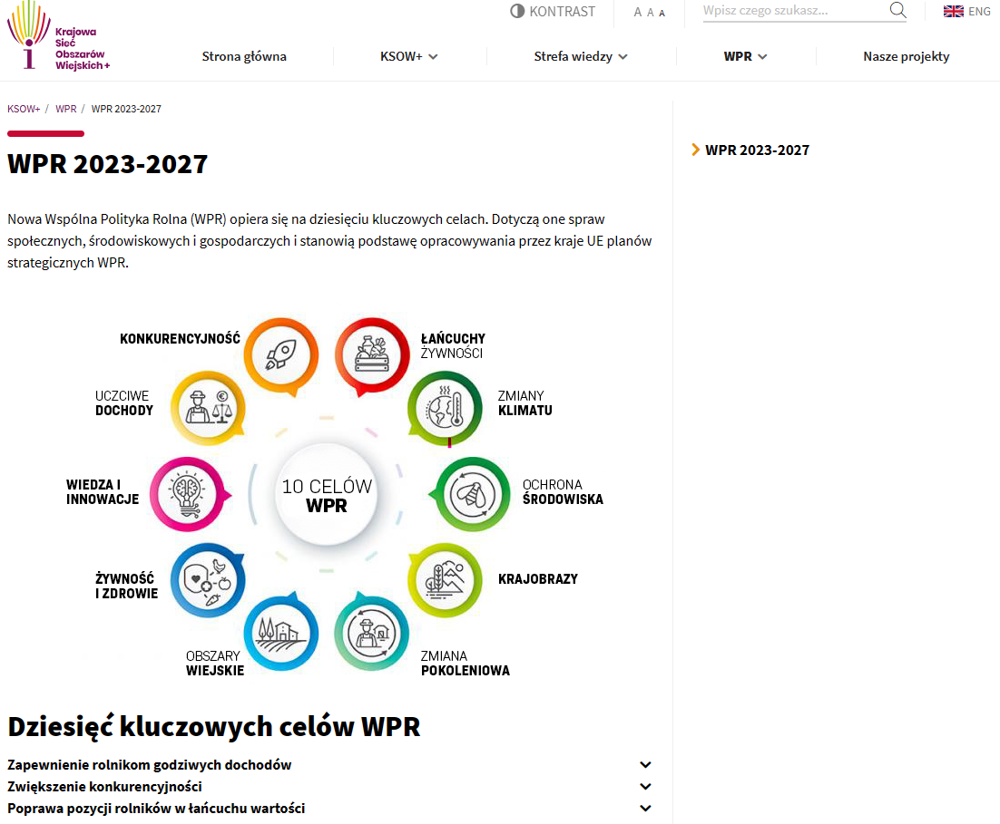 Krajowa
Sieć
Obszarów
Wiejskich+
KONTRAST
A A A
Wpisz czego szukasz...
ENG
Strona główna
KSOW+
Strefa wiedzy
WPR
Nasze projekty
KSOW+ / WPR / WPR 2023-2027
WPR 2023-2027
WPR 2023-2027
Nowa Wspólna Polityka Rolna (WPR) opiera się na dziesięciu kluczowych celach. Dotyczą one spraw
społecznych, środowiskowych i gospodarczych i stanowią podstawę opracowywania przez kraje UE planów
strategicznych WPR.
KONKURENCYJNOŚĆ
ŁAŃCUCHY
ŻYWNOŚCI
UCZCIWE
DOCHODY
ZMIANY
KLIMATU
WIEDZA I
INNOWACJE
10 CELÓW
WPR
OCHRONA
ŚRODOWISKA
ŻYWNOŚĆ
I ZDROWIE
KRAJOBRAZY
OBSZARY
WIEJSKIE
ZMIANA
POKOLENIOWA
Dziesięć kluczowych celów WPR
Zapewnienie rolnikom godziwych dochodów
Zwiększenie konkurencyjności
Poprawa pozycji rolników w łańcuchu wartości